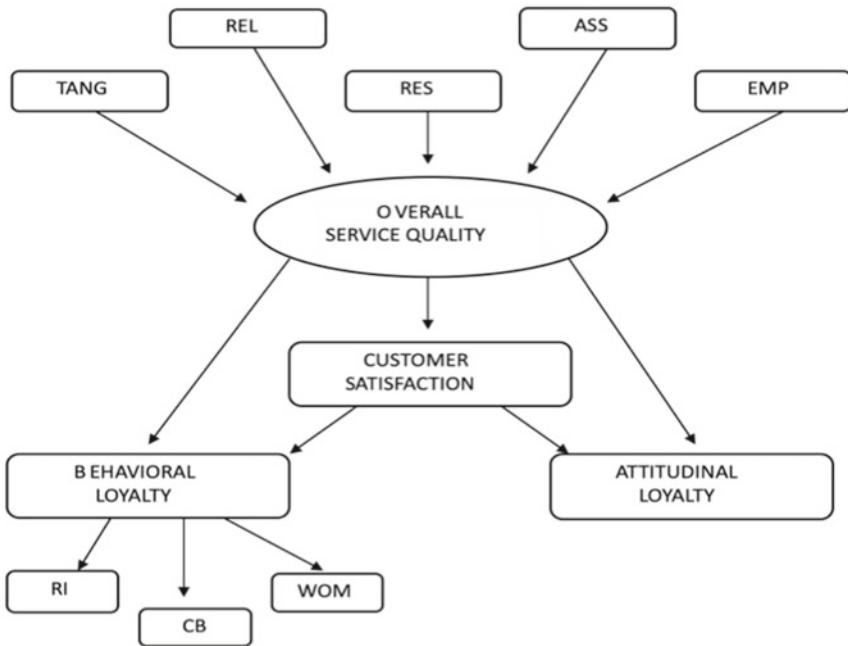 REL
ASS
TANG
RES
EMP
O VERALL
SERVICE QUALITY
CUSTOMER
SATISFACTION
B EHAVIORAL
LOYALTY
ATTITUDINAL
LOYALTY
RI
WOM
CB